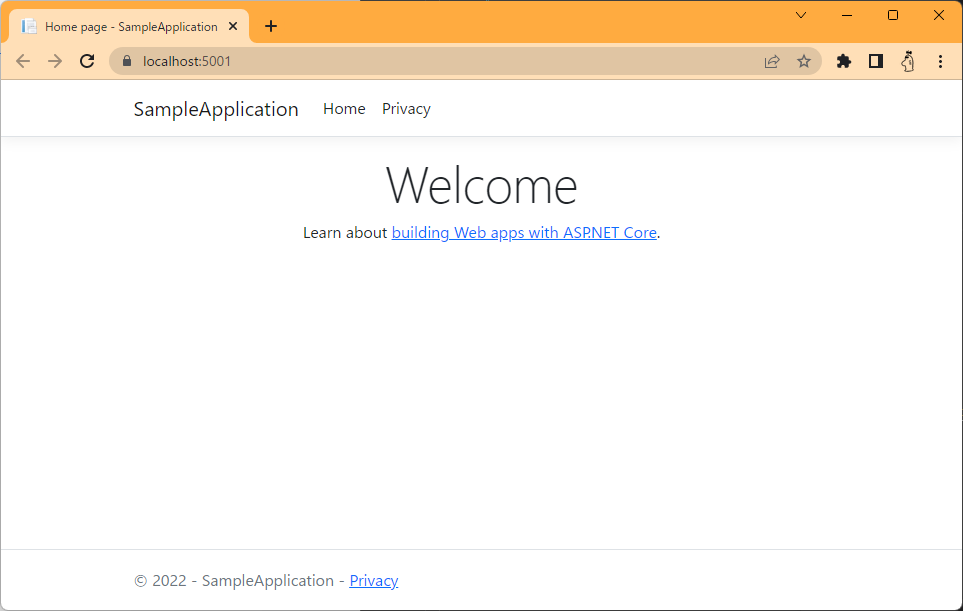 Home page - SampleApplication
localhost:5001
SampleApplication Home Privacy
Welcome
Learn about building Web apps with ASP.NET Core.
© 2022 - SampleApplication - Privacy